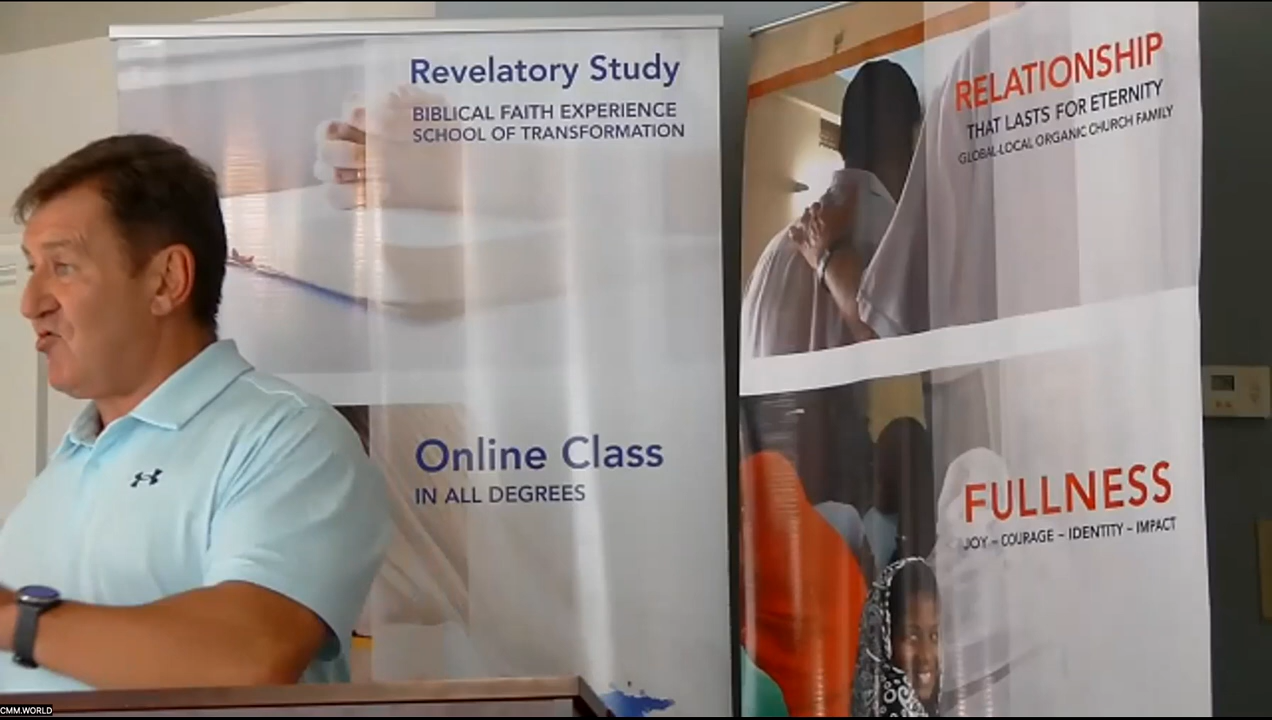 Revelatory Study
BIBLICAL FAITH EXPERIENCE
SCHOOL OF TRANSFORMATION
Online Class
IN ALL DEGREES
RELATIONSHIP
THAT LASTS FOR ETERNITY
GLOBAL-LOCAL ORGANIC CHURCH FAMILY
FULLNESS
JOY – COURAGE – IDENTITY – IMPACT
CMM.WORLD